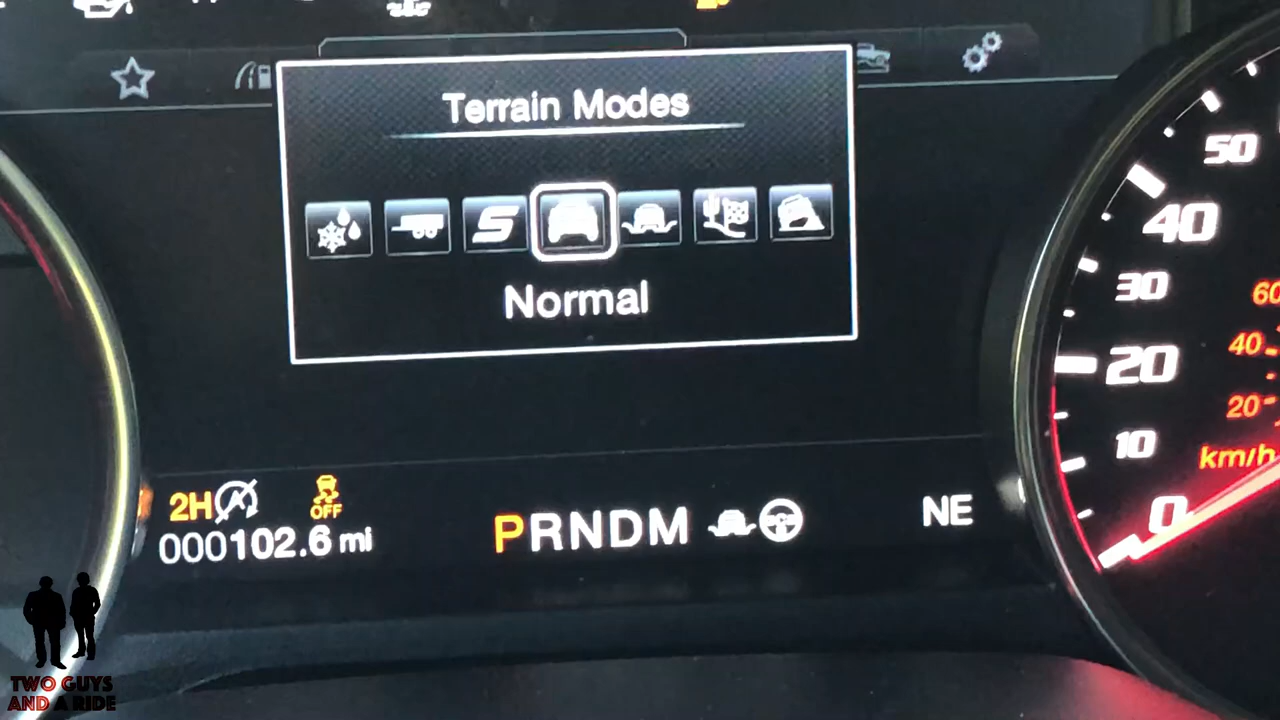 Terrain Modes
S
Normal
2H
OFF
000102.6 mi
PRNDM
NE
50
40
30
20
10
0
60
40
20
km/h
TWO GUYS
AND A RIDE